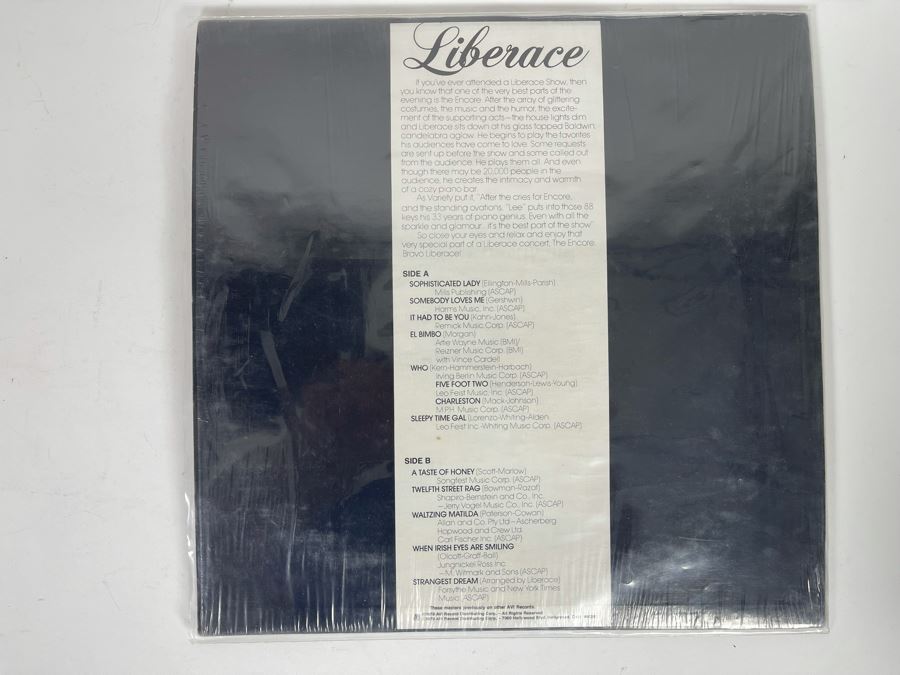 Liberace
If you've ever attended a Liberace Show, then
you know that one of the very best parts of the
evening is the Encore. After the array of glittering
costumes, the music and the humor, the excite-
ment of the supporting acts—the house lights dim
and Liberace sits down at his glass topped Baldwin,
candelabra aglow. He begins to play the favorites
his audiences have come to love. Some requests
are sent up before the show and some called out
from the audience. He plays them all. And even
though there may be 20,000 people in the
audience, he creates the intimacy and warmth
of a cozy piano bar.
As Variety put it, "After the cries for Encore,
and the standing ovations, "Lee" puts into those 88
keys his 33 years of piano genius. Even with all the
sparkle and glamour...it's the best part of the show"
So close your eyes and relax and enjoy that
very special part of a Liberace concert, The Encore.
Bravo Liberace!
SIDE A
SOPHISTICATED LADY (Ellington-Mills-Parish)
Mills Publishing (ASCAP)
SOMEBODY LOVES ME (Gershwin)
Harms Music, Inc. (ASCAP)
IT HAD TO BE YOU (Kahn-Jones)
Remick Music Corp. (ASCAP)
EL BIMBO (Morgan)
Artie Wayne Music (BMI)/
Reizner Music Corp. (BMI)
with Vince Cardell
WHO (Kern-Hammerstein-Harbach)
Irving Berlin Music Corp. (ASCAP)
FIVE FOOT TWO (Henderson-Lewis-Young)
Leo Feist Music, Inc. (ASCAP)
CHARLESTON (Mack-Johnson)
M.P.H. Music Corp. (ASCAP)
SLEEPY TIME GAL (Lorenzo-Whiting-Alden
Leo Feist Inc.-Whiting Music Corp. (ASCAP)
SIDE B
A TASTE OF HONEY (Scott-Marlow)
Songfest Music Corp. (ASCAP)
TWELFTH STREET RAG (Bowman-Razaf)
Shapiro-Bernstein and Co., Inc.
—Jerry Vogel Music Co., Inc. (ASCAP)
WALTZING MATILDA (Paterson-Cowan)
Allan and Co. Pty Ltd—Ascherberg
Hopwood and Crew Ltd.
Carl Fischer Inc. (ASCAP)
WHEN IRISH EYES ARE SMILING
(Olcott-Graff-Ball)
Jungnickel Ross Inc.
—M. Witmark and Sons (ASCAP)
STRANGEST DREAM (Arranged by Liberace)
Forsythe Music and New York Times
Music. ASCAP)
These masters previously on other AVI Records.
AVI Record Distributing Corp.—All Rights Reserved
AVI Record Distributing Corp.,—7060 Hollywood Blvd., Hollywood,